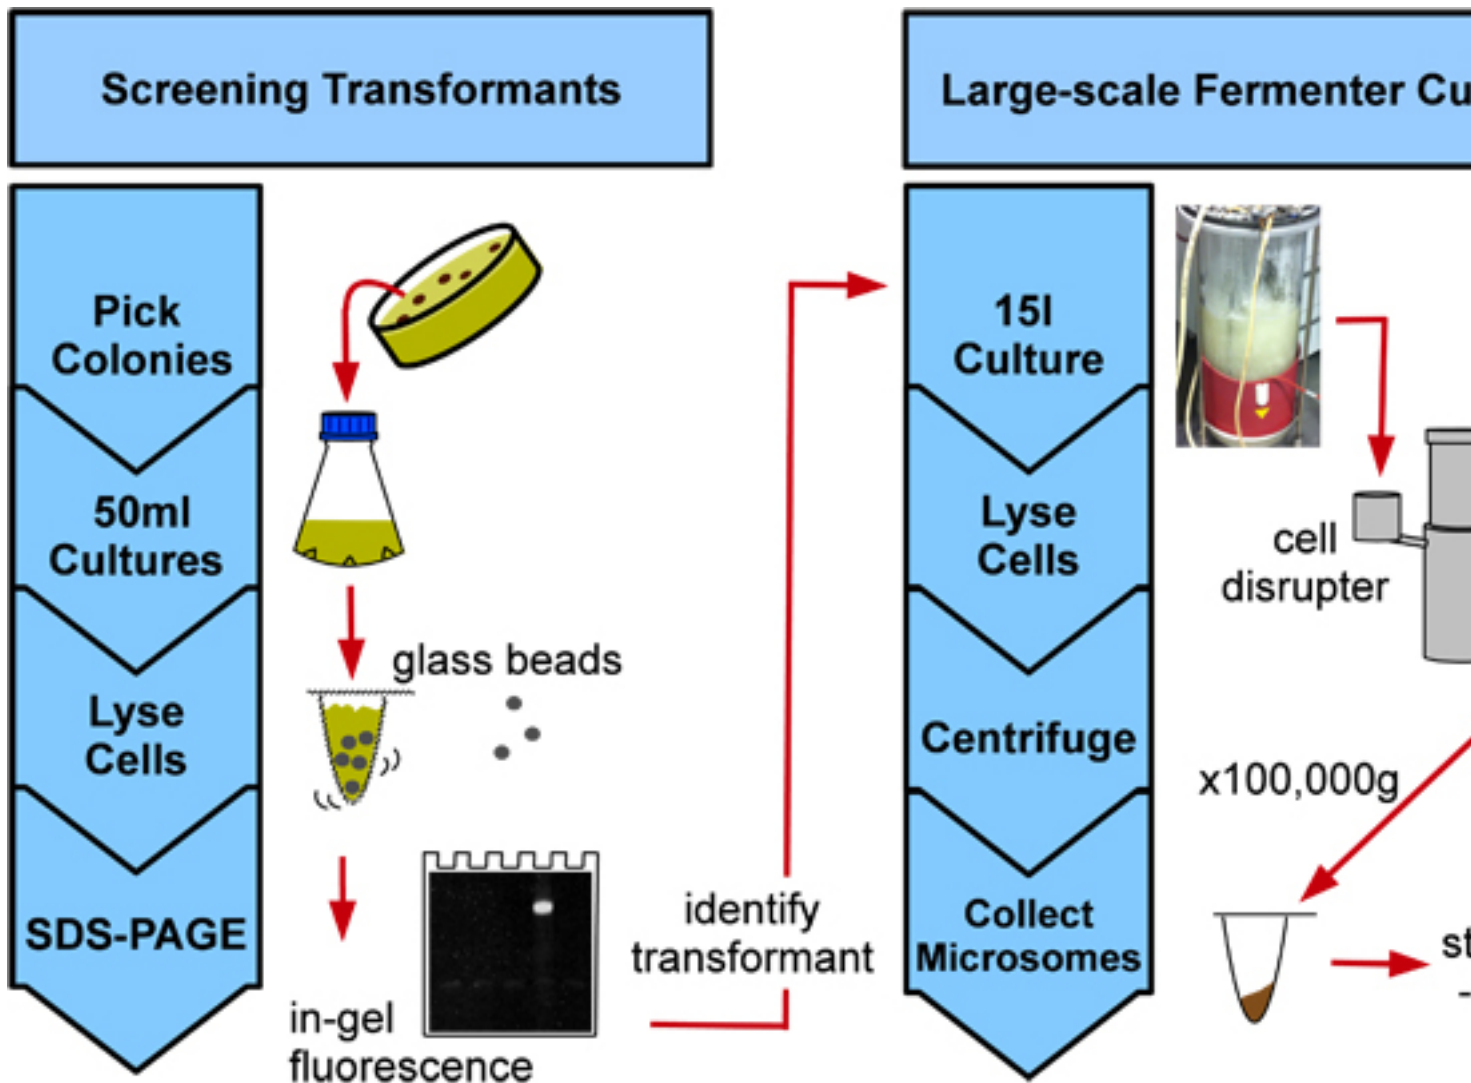 Screening Transformants
Pick
Colonies
50ml
Cultures
Lyse
Cells
SDS-PAGE
glass beads
in-gel
fluorescence
identify
transformant
Large-scale Fermenter Cu
15l
Culture
Lyse
Cells
Centrifuge
Collect
Microsomes
cell
disrupter
x100,000g
st
-